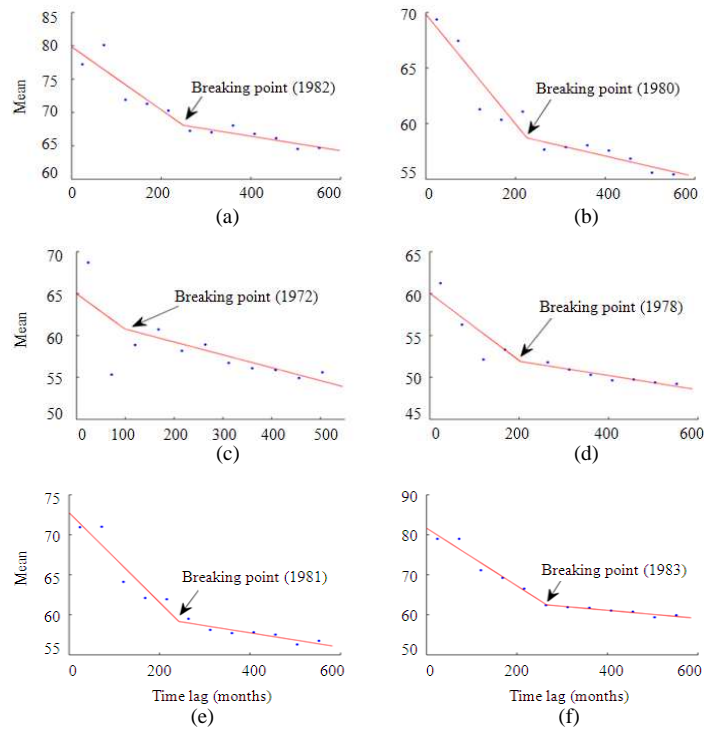 85
80
75
70
65
60
Mean
Breaking point (1982)
0 200 400 600
(a)
70
65
60
55
Breaking point (1980)
0 200 400 600
(b)
70
65
60
55
50
Mean
Breaking point (1972)
0 100 200 300 400 500
(c)
65
60
55
50
45
Breaking point (1978)
0 200 400 600
(d)
75
70
65
60
55
Mean
Breaking point (1981)
0 200 400 600
Time lag (months)
(e)
90
80
70
60
50
Breaking point (1983)
0 200 400 600
Time lag (months)
(f)